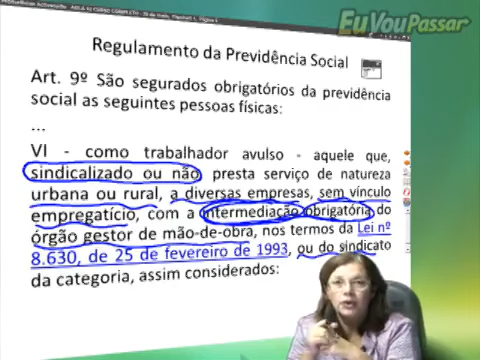 EuVouPassar
Regulamento da Previdência Social
Art. 9º São segurados obrigatórios da previdência
social as seguintes pessoas físicas:
...
VI - como trabalhador avulso - aquele que,
sindicalizado ou não presta serviço de natureza
urbana ou rural, a diversas empresas, sem vínculo
empregatício, com a intermediação obrigatória do
órgão gestor de mão-de-obra, nos termos da Lei nº
8.630, de 25 de fevereiro de 1993, ou do sindicato
da categoria, assim considerados: